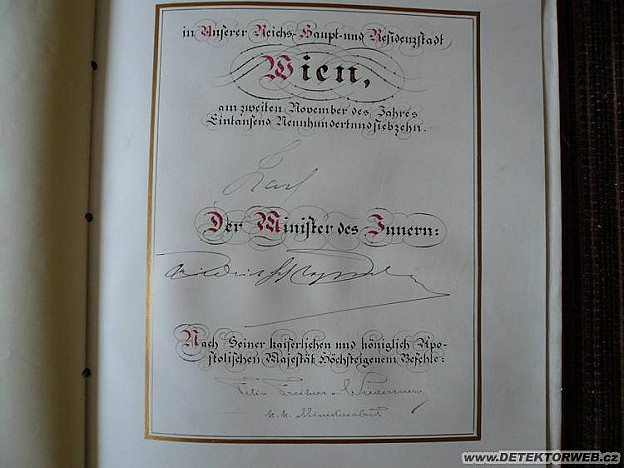 in Unserer Reichs-Haupt-und Residenzstadt
Wien,
am zweiten November des Jahres
Eintausend Neunhundertundsiebzehn.
Karl
Der Minister des Innern:
Nach Seiner kaiserlichen und königlich Apo-
stolischen Majestät Höchsteigenem Befehle:
Freiherr v.
k. k.
WWW.DETEKTORWEB.cz